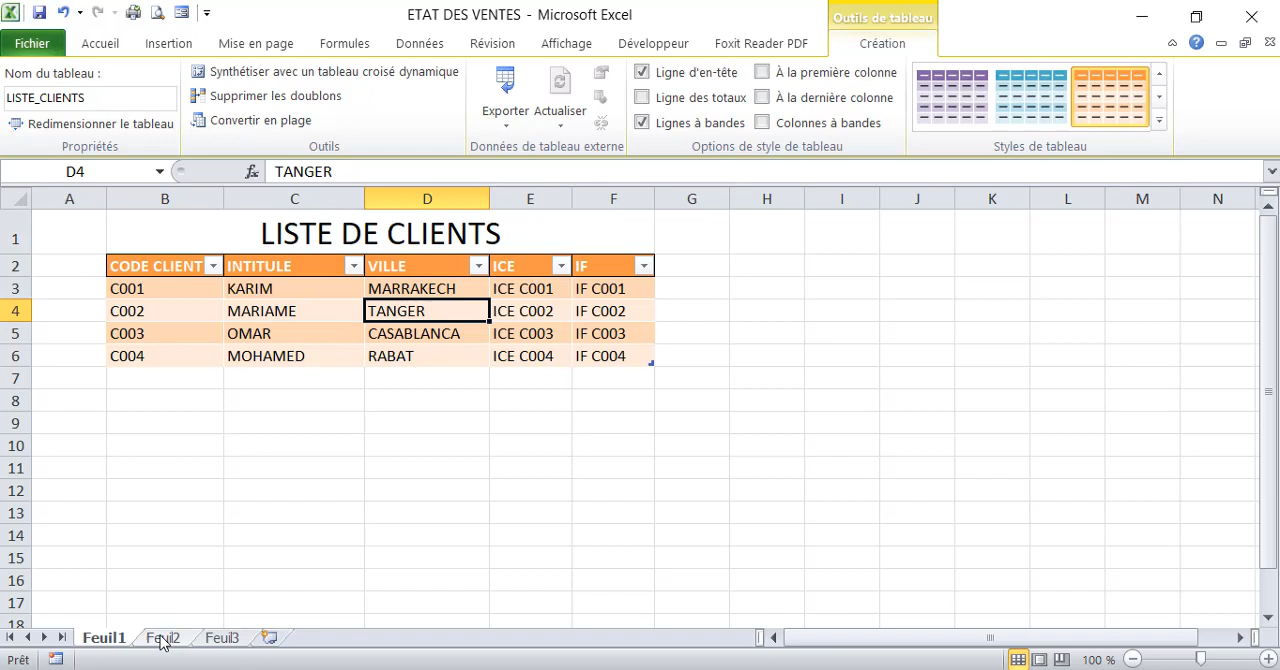 ETAT DES VENTES - Microsoft Excel
Outils de tableau
Fichier Accueil Insertion Mise en page Formules Données Révision Affichage Développeur Foxit Reader PDF Création
Nom du tableau :
LISTE_CLIENTS
Redimensionner le tableau
Propriétés
Synthétiser avec un tableau croisé dynamique
Supprimer les doublons
Convertir en plage
Outils
Exporter Actualiser
Données de tableau externe
Ligne d'en-tête À la première colonne
Ligne des totaux À la dernière colonne
Lignes à bandes Colonnes à bandes
Options de style de tableau
Styles de tableau
D4 fx TANGER
A B C D E F G H I J K L M N
1 LISTE DE CLIENTS
2 CODE CLIENT INTITULE VILLE ICE IF
3 C001 KARIM MARRAKECH ICE C001 IF C001
4 C002 MARIAME TANGER ICE C002 IF C002
5 C003 OMAR CASABLANCA ICE C003 IF C003
6 C004 MOHAMED RABAT ICE C004 IF C004
7
8
9
10
11
12
13
14
15
16
17
18
Feuil1 Feuil2 Feuil3
Prêt 100 %